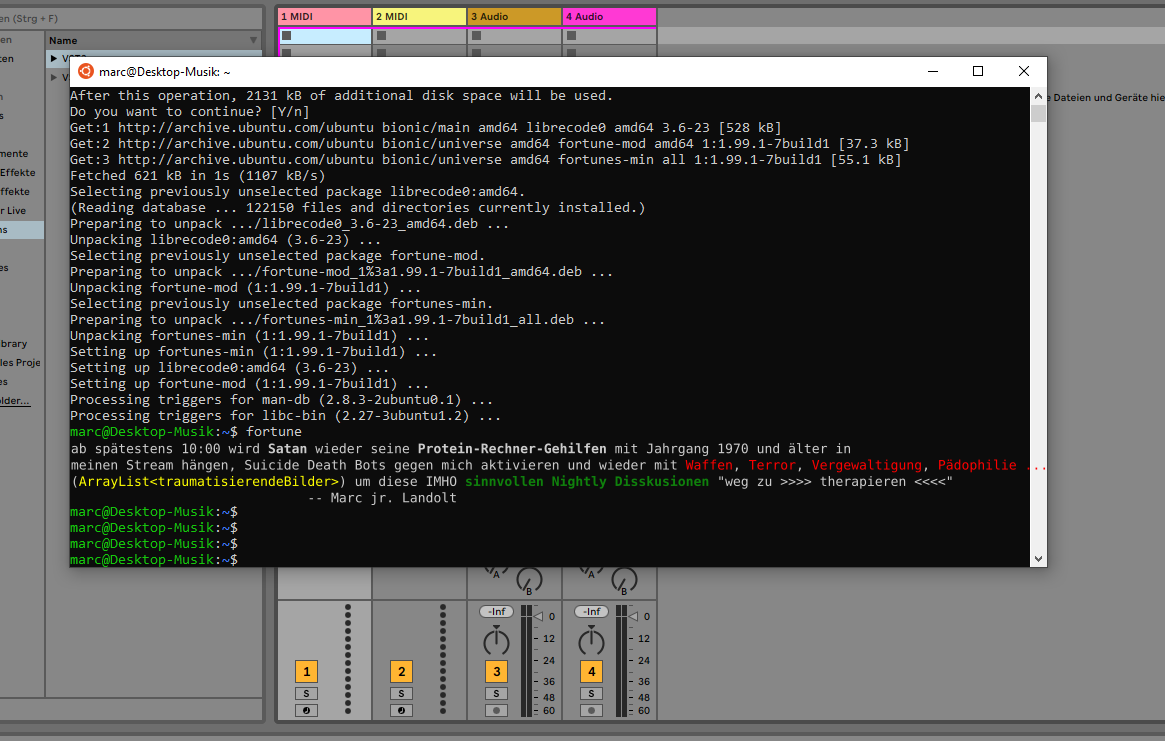 en (Strg + F)
1 MIDI
2 MIDI
3 Audio
4 Audio
Name
e Dateien und Geräte hie
mente
Effekte
ffekte
r Live
ns
es
brary
les Proje
es
older...
marc@Desktop-Musik: ~
After this operation, 2131 kB of additional disk space will be used.
Do you want to continue? [Y/n]
Get:1 http://archive.ubuntu.com/ubuntu bionic/main amd64 librecode0 amd64 3.6-23 [528 kB]
Get:2 http://archive.ubuntu.com/ubuntu bionic/universe amd64 fortune-mod amd64 1:1.99.1-7build1 [37.3 kB]
Get:3 http://archive.ubuntu.com/ubuntu bionic/universe amd64 fortunes-min all 1:1.99.1-7build1 [55.1 kB]
Fetched 621 kB in 1s (1107 kB/s)
Selecting previously unselected package librecode0:amd64.
(Reading database ... 122150 files and directories currently installed.)
Preparing to unpack .../librecode0_3.6-23_amd64.deb ...
Unpacking librecode0:amd64 (3.6-23) ...
Selecting previously unselected package fortune-mod.
Preparing to unpack .../fortune-mod_1%3a1.99.1-7build1_amd64.deb ...
Unpacking fortune-mod (1:1.99.1-7build1) ...
Selecting previously unselected package fortunes-min.
Preparing to unpack .../fortunes-min_1%3a1.99.1-7build1_all.deb ...
Unpacking fortunes-min (1:1.99.1-7build1) ...
Setting up fortunes-min (1:1.99.1-7build1) ...
Setting up librecode0:amd64 (3.6-23) ...
Setting up fortune-mod (1:1.99.1-7build1) ...
Processing triggers for man-db (2.8.3-2ubuntu0.1) ...
Processing triggers for libc-bin (2.27-3ubuntu1.2) ...
marc@Desktop-Musik:~$ fortune
ab spätestens 10:00 wird Satan wieder seine Protein-Rechner-Gehilfen mit Jahrgang 1970 und älter in
meinen Stream hängen, Suicide Death Bots gegen mich aktivieren und wieder mit Waffen, Terror, Vergewaltigung, Pädophilie ...
(ArrayList<traumatisierendeBilder>) um diese IMHO sinnvollen Nightly Disskusionen "weg zu >>>> therapieren <<<<"
-- Marc jr. Landolt
marc@Desktop-Musik:~$
marc@Desktop-Musik:~$
marc@Desktop-Musik:~$
marc@Desktop-Musik:~$
A B A B
-Inf 0 -Inf 0
12 12
24 24
1 2 3 36 4 36
S S S 48 S 48
60 60